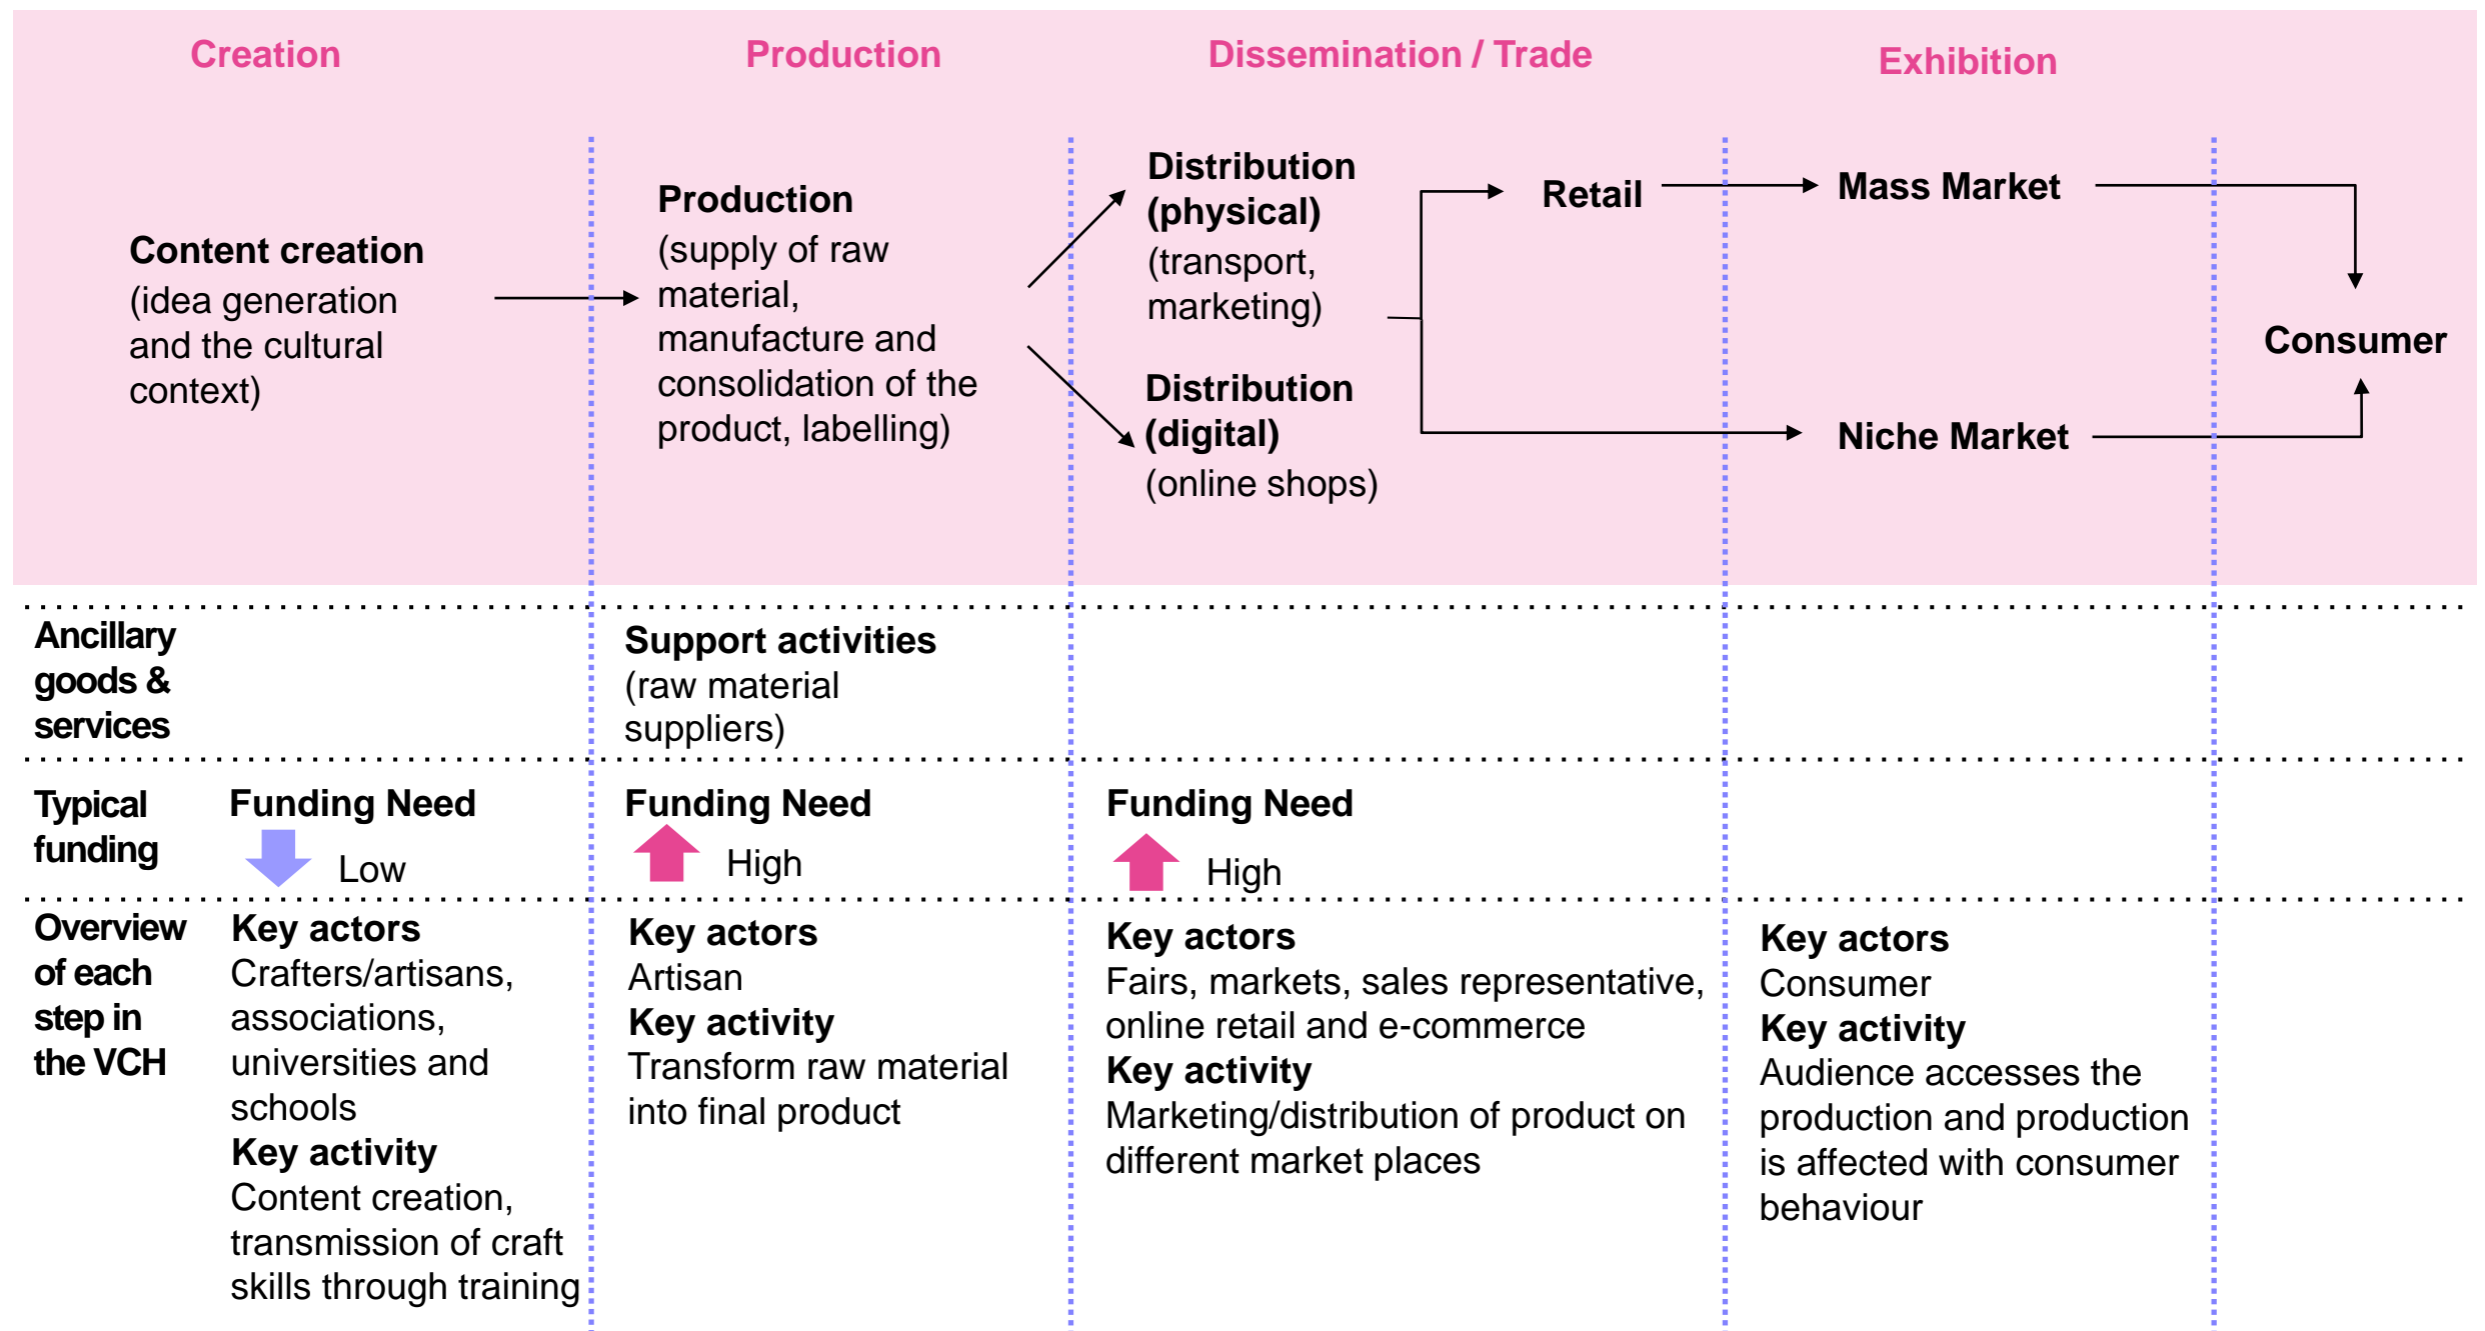 Creation
Production
Dissemination / Trade
Exhibition
Content creation
(idea generation
and the cultural
context)
Production
(supply of raw
material,
manufacture and
consolidation of the
product, labelling)
Distribution
(physical)
(transport,
marketing)
Distribution
(digital)
(online shops)
Retail
Mass Market
Niche Market
Consumer
Ancillary
goods &
services
Support activities
(raw material
suppliers)
Typical
funding
Funding Need
Low
Funding Need
High
Funding Need
High
Overview
of each
step in
the VCH
Key actors
Crafters/artisans,
associations,
universities and
schools
Key activity
Content creation,
transmission of craft
skills through training
Key actors
Artisan
Key activity
Transform raw material
into final product
Key actors
Fairs, markets, sales representative,
online retail and e-commerce
Key activity
Marketing/distribution of product on
different market places
Key actors
Consumer
Key activity
Audience accesses the
production and production
is affected with consumer
behaviour